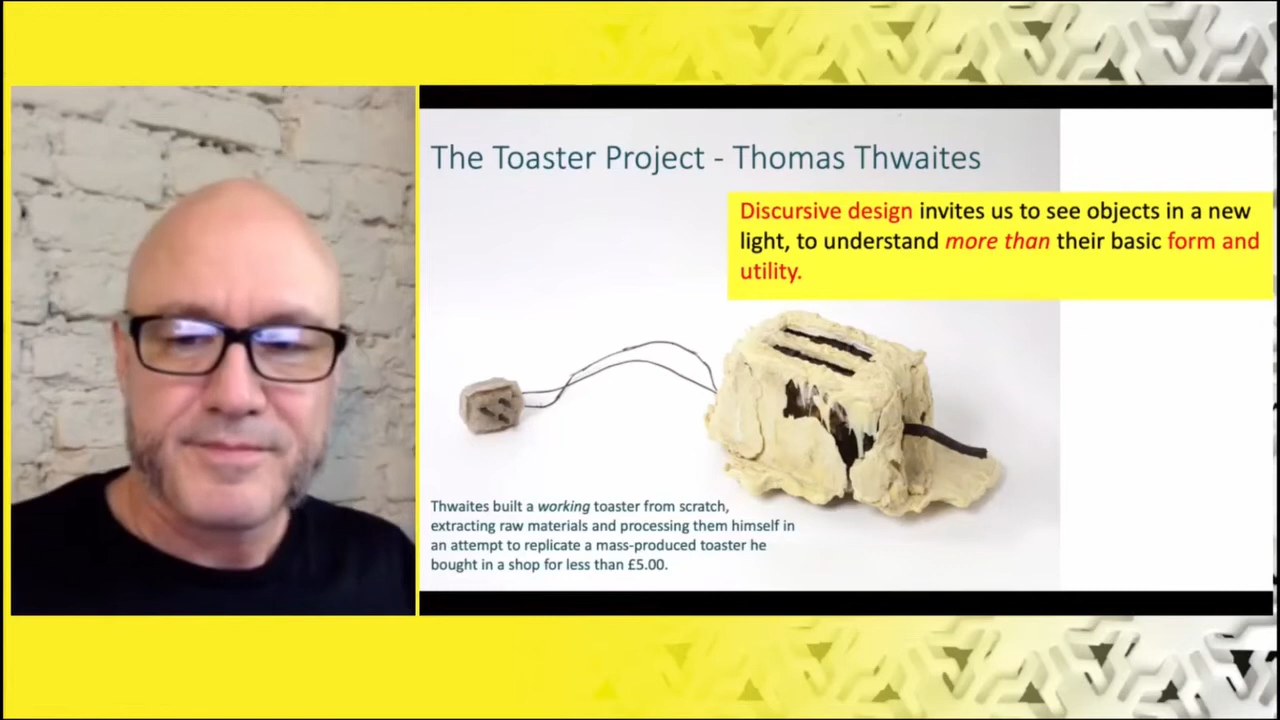 The Toaster Project - Thomas Thwaites
Discursive design invites us to see objects in a new
light, to understand more than their basic form and
utility.
Thwaites built a working toaster from scratch,
extracting raw materials and processing them himself in
an attempt to replicate a mass-produced toaster he
bought in a shop for less than £5.00.